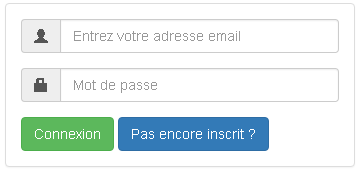 Entrez votre adresse email
Mot de passe
Connexion
Pas encore inscrit ?